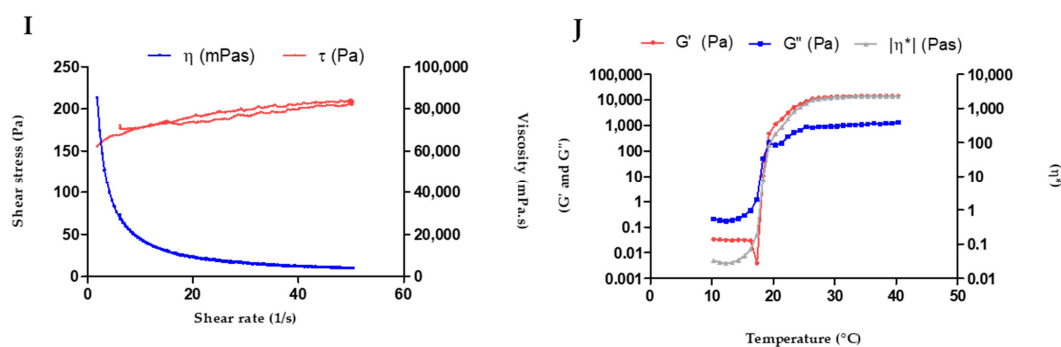 I
η (mPas)
τ (Pa)
250
200
150
100
50
0
Shear stress (Pa)
100,000
80,000
60,000
40,000
20,000
0
Viscosity (mPa.s)
0
20
40
60
Shear rate (1/s)
J
G' (Pa)
G" (Pa)
|η*| (Pas)
100,000
10,000
1,000
100
10
1
0.1
0.01
0.001
(G' and G")
10,000
1,000
100
10
1
0.1
0.01
(η*)
0
10
20
30
40
50
Temperature (°C)